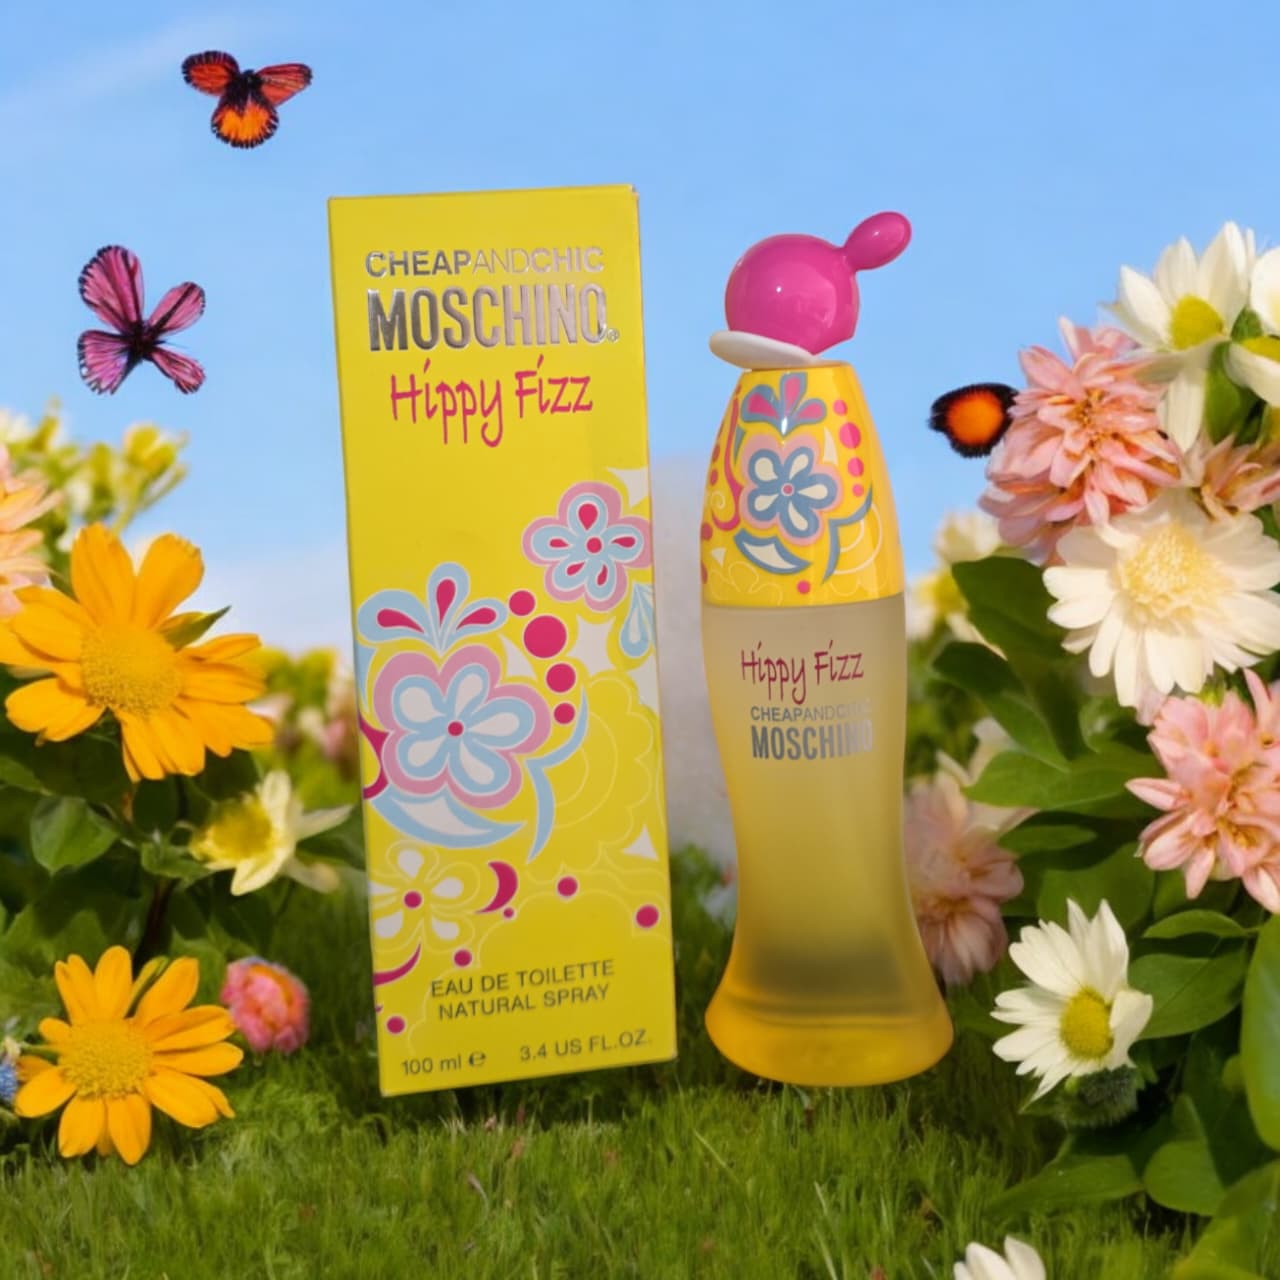 CHEAPANDCHIC
MOSCHINO®
Hippy Fizz
EAU DE TOILETTE
NATURAL SPRAY
100 ml ℮ 3.4 US FL.OZ.
Hippy Fizz
CHEAPANDCHIC
MOSCHINO